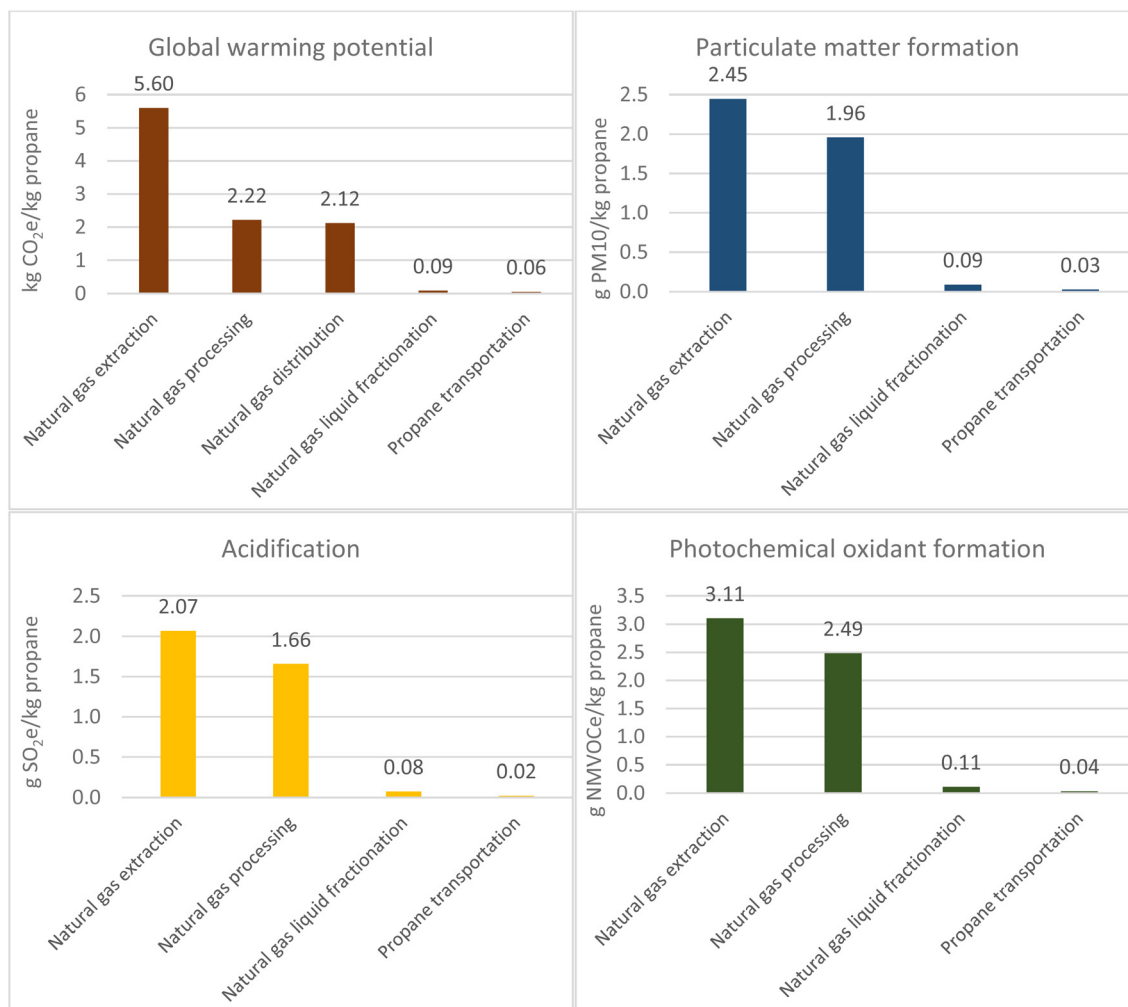 Global warming potential
kg CO₂e/kg propane
6
5
4
3
2
1
0
5.60
2.22
2.12
0.09
0.06
Natural gas extraction
Natural gas processing
Natural gas distribution
Natural gas liquid fractionation
Propane transportation
Particulate matter formation
g PM10/kg propane
2.5
2.0
1.5
1.0
0.5
0.0
2.45
1.96
0.09
0.03
Natural gas extraction
Natural gas processing
Natural gas liquid fractionation
Propane transportation
Acidification
g SO₂e/kg propane
2.5
2.0
1.5
1.0
0.5
0.0
2.07
1.66
0.08
0.02
Natural gas extraction
Natural gas processing
Natural gas liquid fractionation
Propane transportation
Photochemical oxidant formation
g NMVOCe/kg propane
3.5
3.0
2.5
2.0
1.5
1.0
0.5
0.0
3.11
2.49
0.11
0.04
Natural gas extraction
Natural gas processing
Natural gas liquid fractionation
Propane transportation